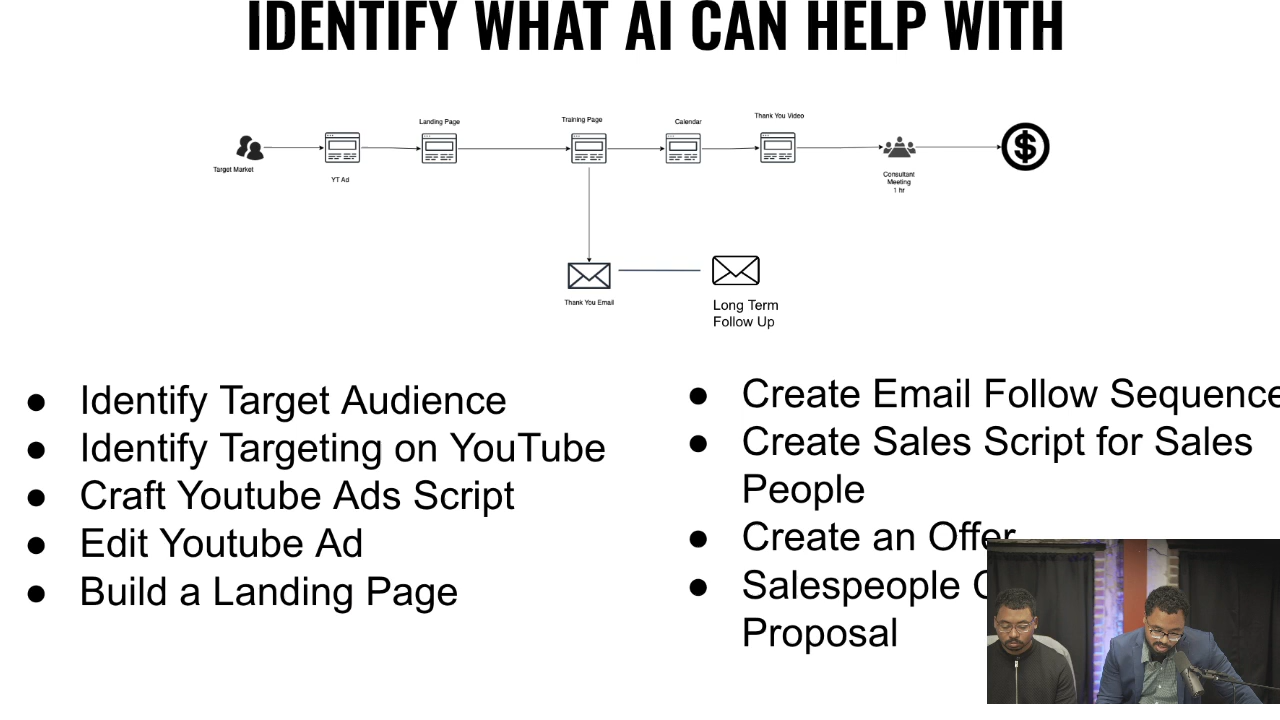 IDENTIFY WHAT AI CAN HELP WITH
Landing Page
Training Page
Calendar
Thank You Video
Target Market
YT Ad
Consultant
Meeting
1 hr
Thank You Email
Long Term
Follow Up
● Identify Target Audience
● Identify Targeting on YouTube
● Craft Youtube Ads Script
● Edit Youtube Ad
● Build a Landing Page
● Create Email Follow Sequence
● Create Sales Script for Sales
People
● Create an Offer
● Salespeople
Proposal